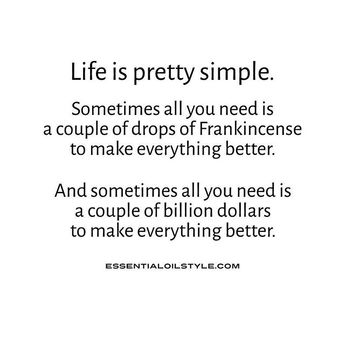 Life is pretty simple.
Sometimes all you need is
a couple of drops of Frankincense
to make everything better.
And sometimes all you need is
a couple of billion dollars
to make everything better.
ESSENTIALOILSTYLE.COM